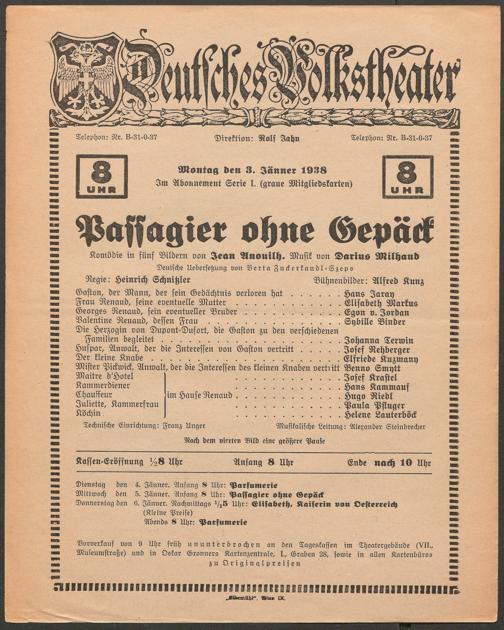 Deutsches Volkstheater
Telephon: Nr. B-31-0-37 Direktion: Rolf Jahn Telephon: Nr. B-31-0-37
8 UHR Montag den 3. Jänner 1938 8 UHR
Im Abonnement Serie I. (graue Mitgliedskarten)
Passagier ohne Gepäck
Komödie in fünf Bildern von Jean Anouilh. Musik von Darius Milhaud
Deutsche Uebersetzung von Berta Zuckerkandl-Szeps
Regie: Heinrich Schnitzler Bühnenbilder: Alfred Kunz
Gaston, der Mann, der sein Gedächtnis verloren hat . . . . . . Hans Jaray
Frau Renaud, seine eventuelle Mutter . . . . . . Elisabeth Markus
Georges Renaud, sein eventueller Bruder . . . . . . Egon v. Jordan
Valentine Renaud, dessen Frau . . . . . . Sybille Binder
Die Herzogin von Dupont-Dufort, die Gaston zu den verschiedenen
Familien begleitet . . . . . . Johanna Terwin
Huspar, Anwalt, der die Interessen von Gaston vertritt . . . . Josef Rehberger
Der kleine Knabe . . . . . . Elfriede Kuzmany
Mister Pickwick, Anwalt, der die Interessen des kleinen Knaben vertritt Benno Smytt
Maitre d'Hotel . . . . . . Josef Krastel
Kammerdiener . . . . . . Hans Kammauf
Chauffeur im Hause Renaud . . . . . . Hugo Riedl
Juliette, Kammerfrau . . . . . . Paula Pfluger
Köchin . . . . . . Helene Lauterböck
Technische Einrichtung: Franz Unger Musikalische Leitung: Alexander Steinbrecher
Nach dem vierten Bild eine größere Pause
Kassen-Eröffnung ½8 Uhr Anfang 8 Uhr Ende nach 10 Uhr
Dienstag den 4. Jänner. Anfang 8 Uhr: Parfumerie
Mittwoch den 5. Jänner. Anfang 8 Uhr: Passagier ohne Gepäck
Donnerstag den 6. Jänner. Nachmittags ½5 Uhr: Elisabeth, Kaiserin von Oesterreich
(Kleine Preise)
Abends 8 Uhr: Parfumerie
Vorverkauf von 9 Uhr früh ununterbrochen an den Tageskassen im Theatergebäude (VII.,
Museumstraße) und in Oskar Gronners Kartenzentrale, I., Graben 28, sowie in allen Kartenbüros
zu Originalpreisen
„Elbemühl", Wien IX.